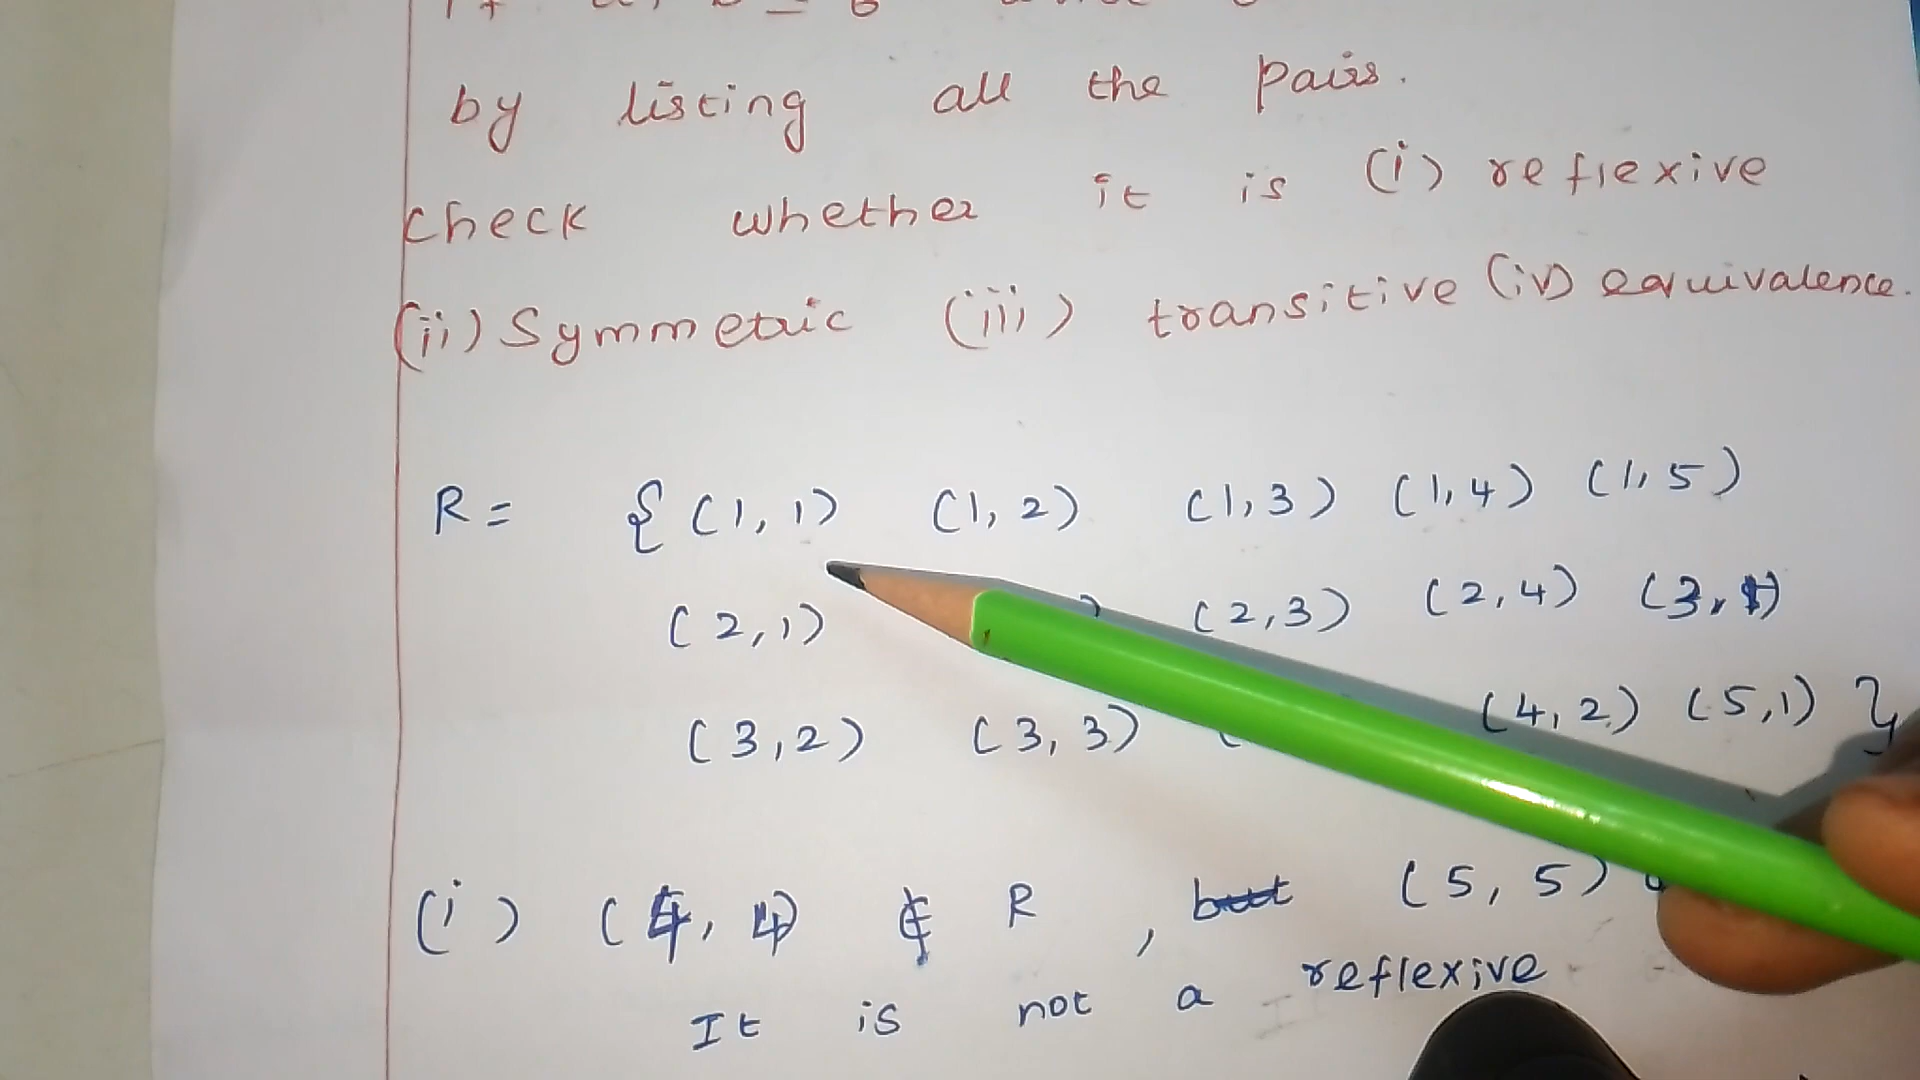 by listing all the pairs.
check whether it is (i) reflexive
(ii) Symmetric (iii) transitive (iv) equivalence.
R = { (1, 1) (1, 2) (1, 3) (1, 4) (1, 5)
(2, 1) (2, 3) (2, 4) (3, 1)
(3, 2) (3, 3) (4, 2) (5, 1) }
(i) (4, 4) ∉ R , (5, 5)
It is not a reflexive